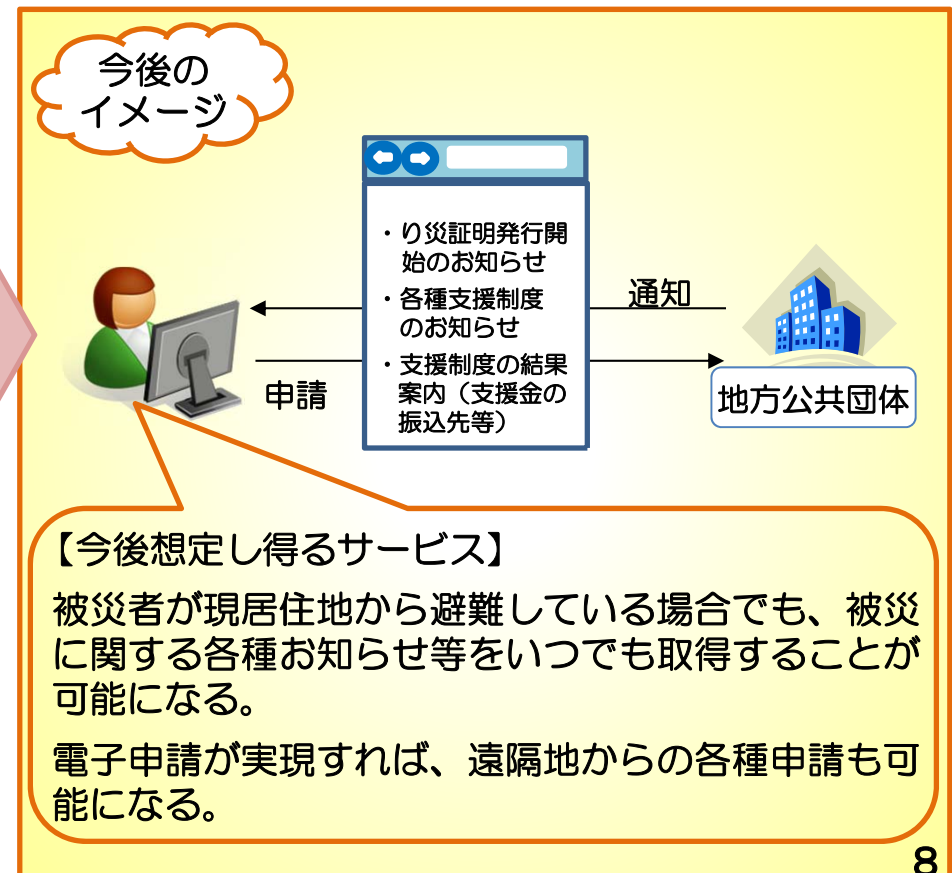 今後の
イメージ
・り災証明発行開
始のお知らせ
・各種支援制度
のお知らせ
・支援制度の結果
案内（支援金の
振込先等）
通知
申請
地方公共団体
【今後想定し得るサービス】
被災者が現居住地から避難している場合でも、被災
に関する各種お知らせ等をいつでも取得することが
可能になる。
電子申請が実現すれば、遠隔地からの各種申請も可
能になる。
8